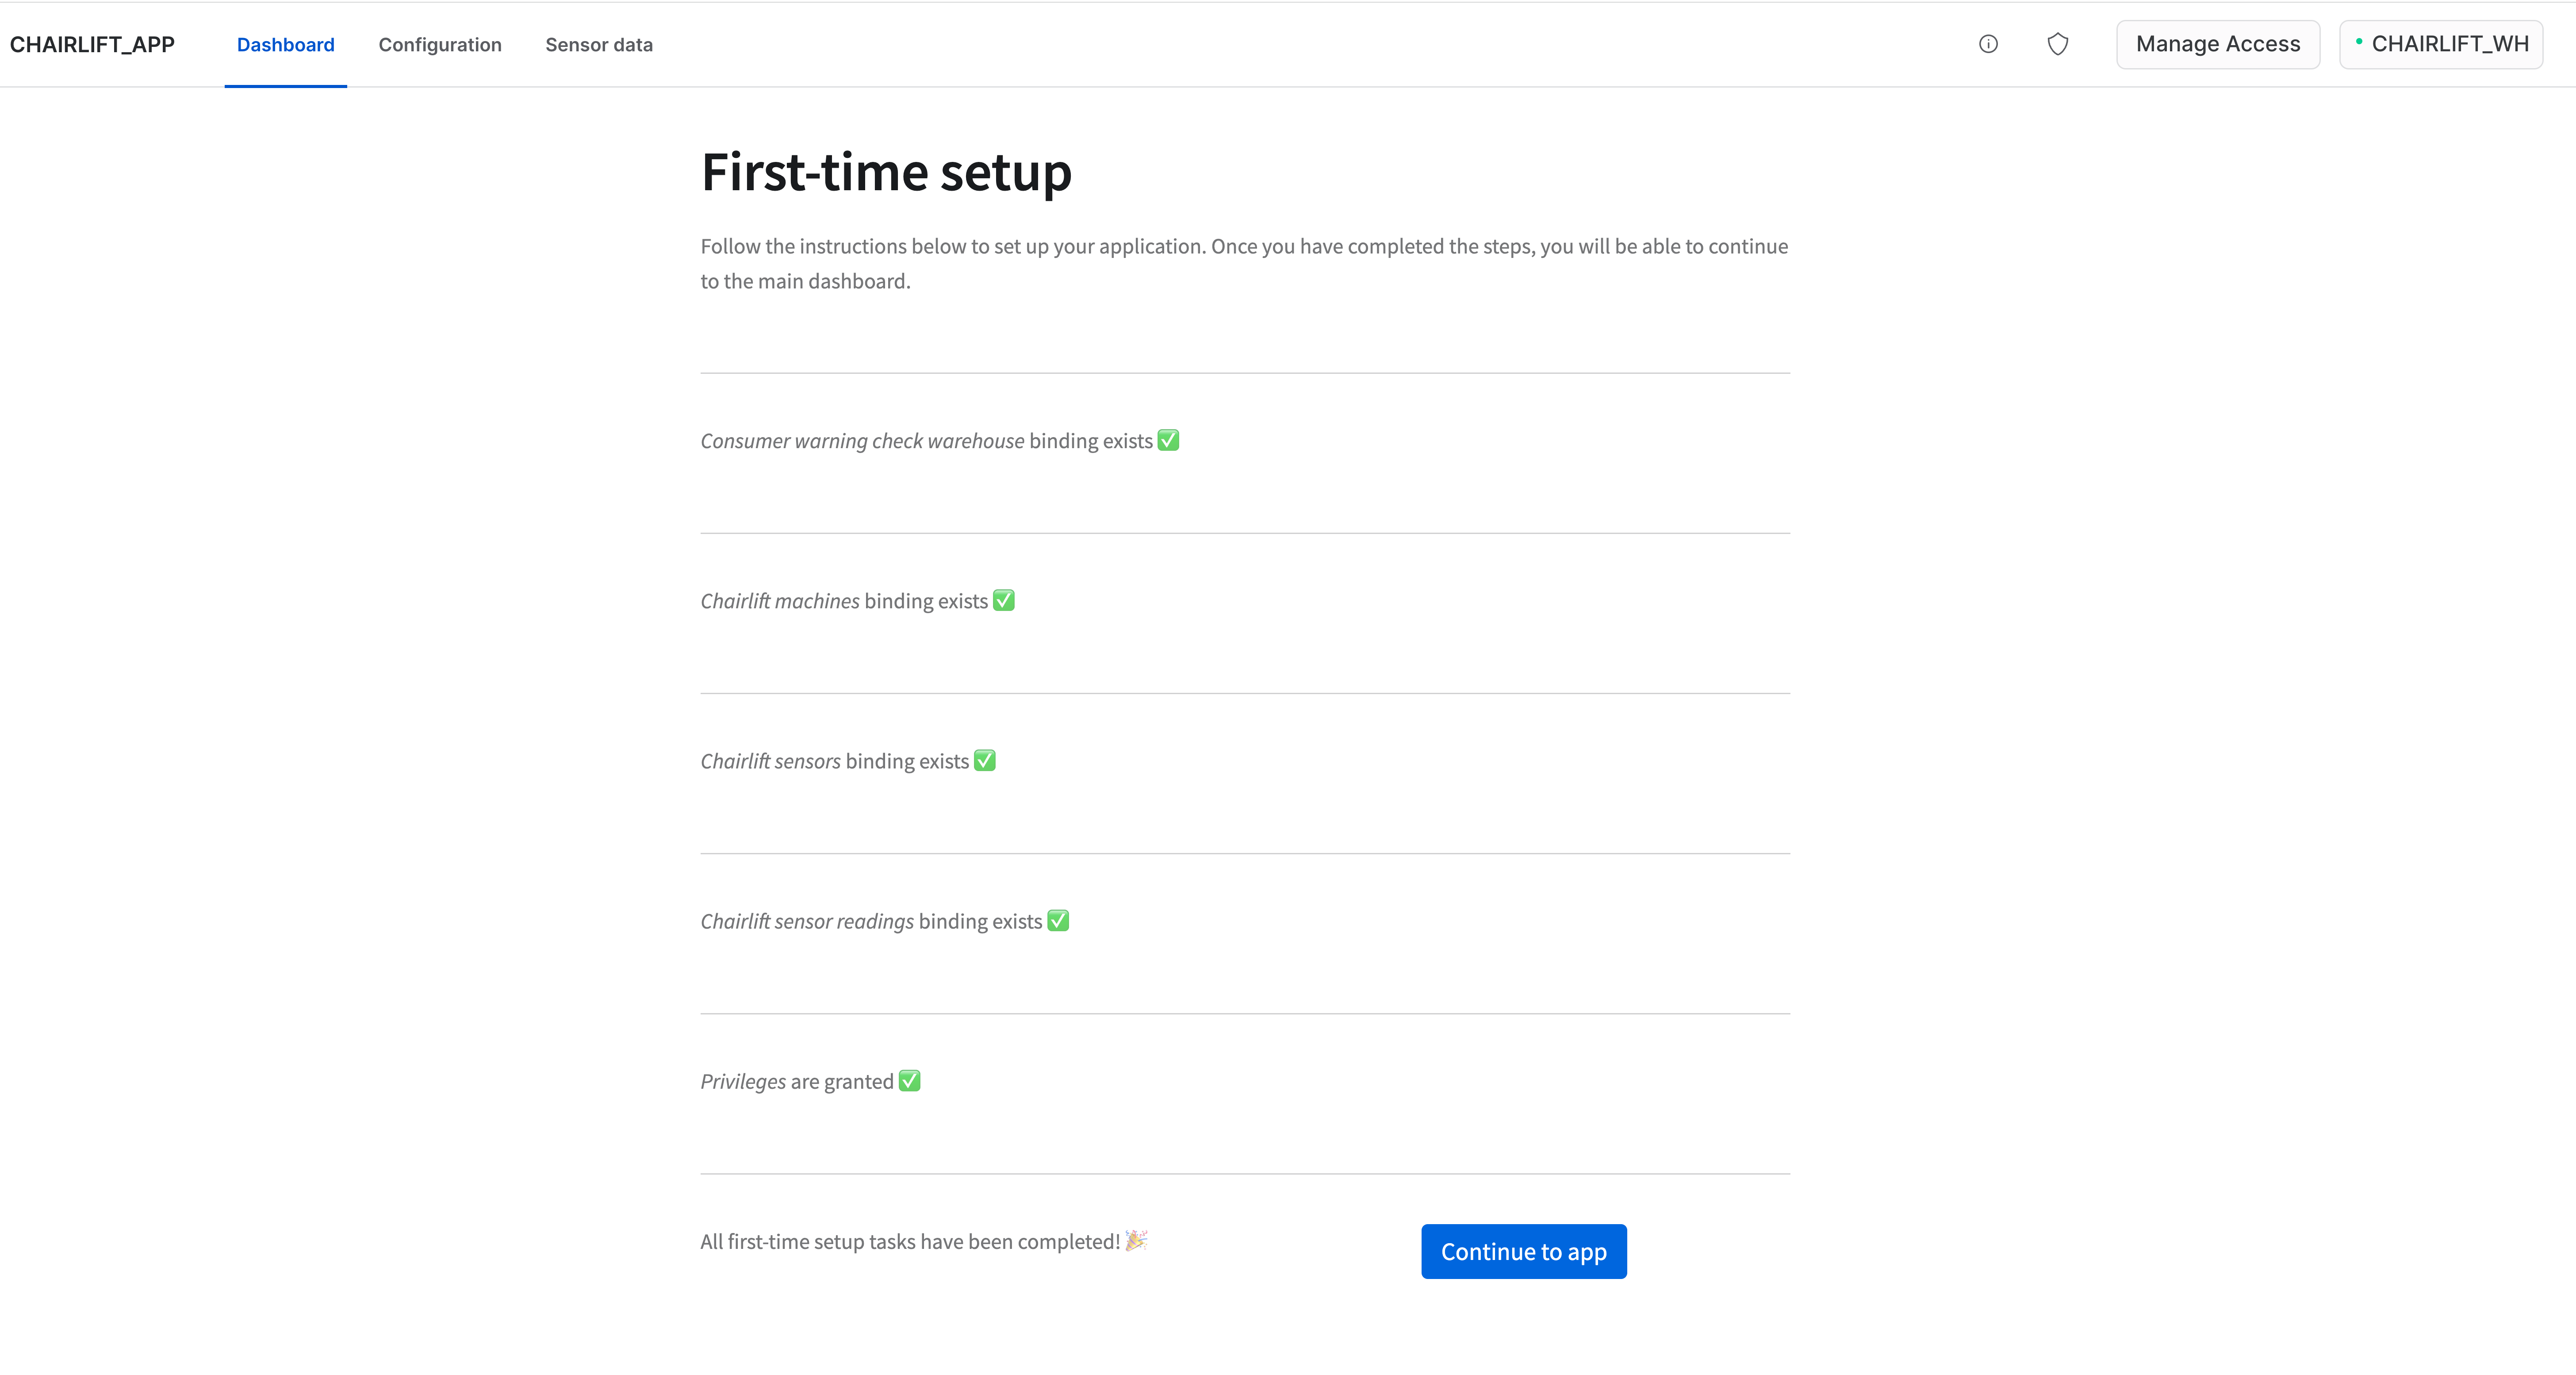 CHAIRLIFT_APP Dashboard Configuration Sensor data Manage Access CHAIRLIFT_WH
First-time setup
Follow the instructions below to set up your application. Once you have completed the steps, you will be able to continue
to the main dashboard.
Consumer warning check warehouse binding exists ✅
Chairlift machines binding exists ✅
Chairlift sensors binding exists ✅
Chairlift sensor readings binding exists ✅
Privileges are granted ✅
All first-time setup tasks have been completed! 🎉 Continue to app